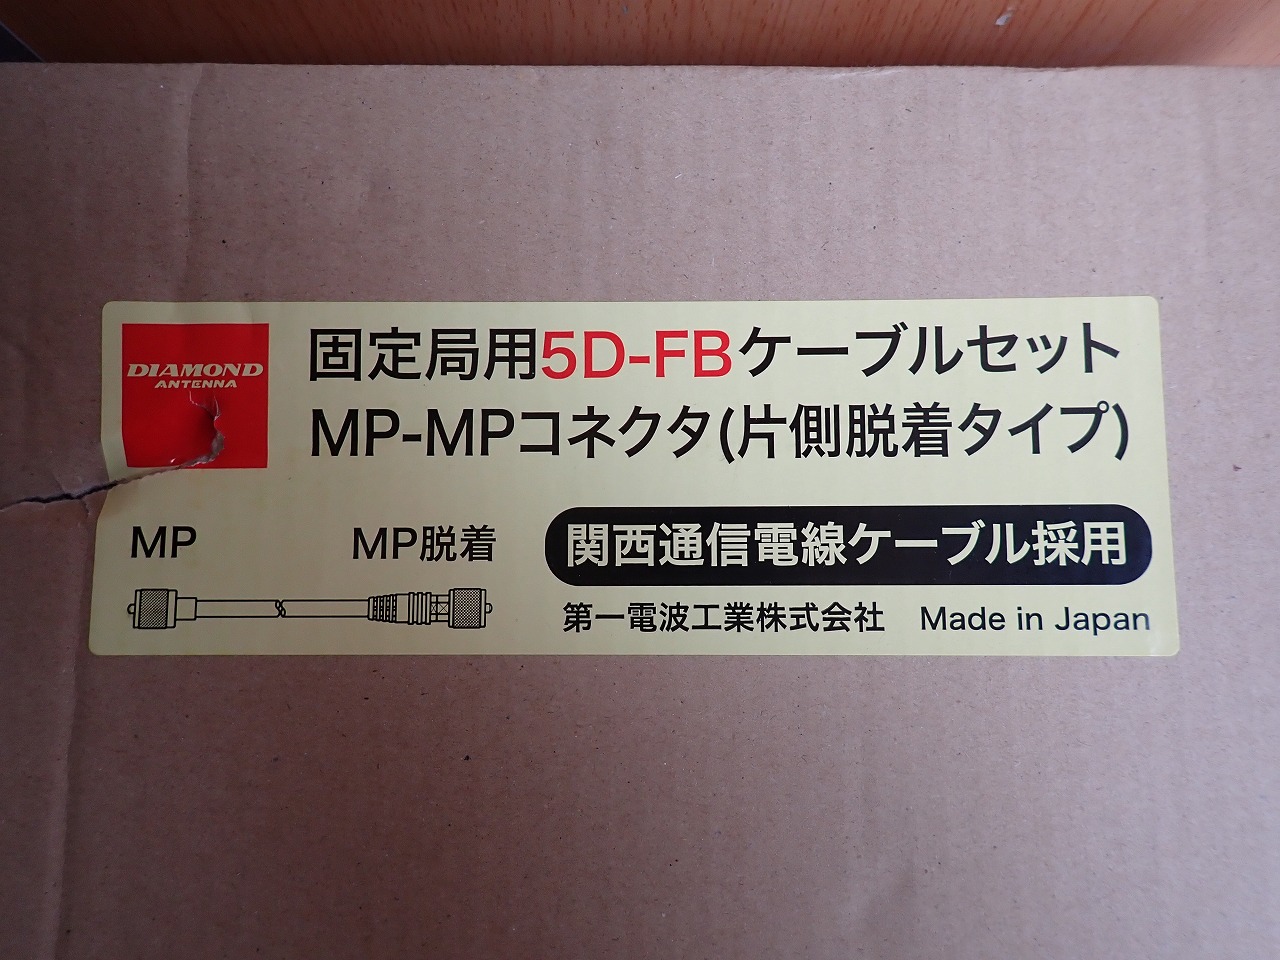 DIAMOND
ANTENNA
固定局用5D-FBケーブルセット
MP-MPコネクタ(片側脱着タイプ)
MP
MP脱着
関西通信電線ケーブル採用
第一電波工業株式会社 Made in Japan